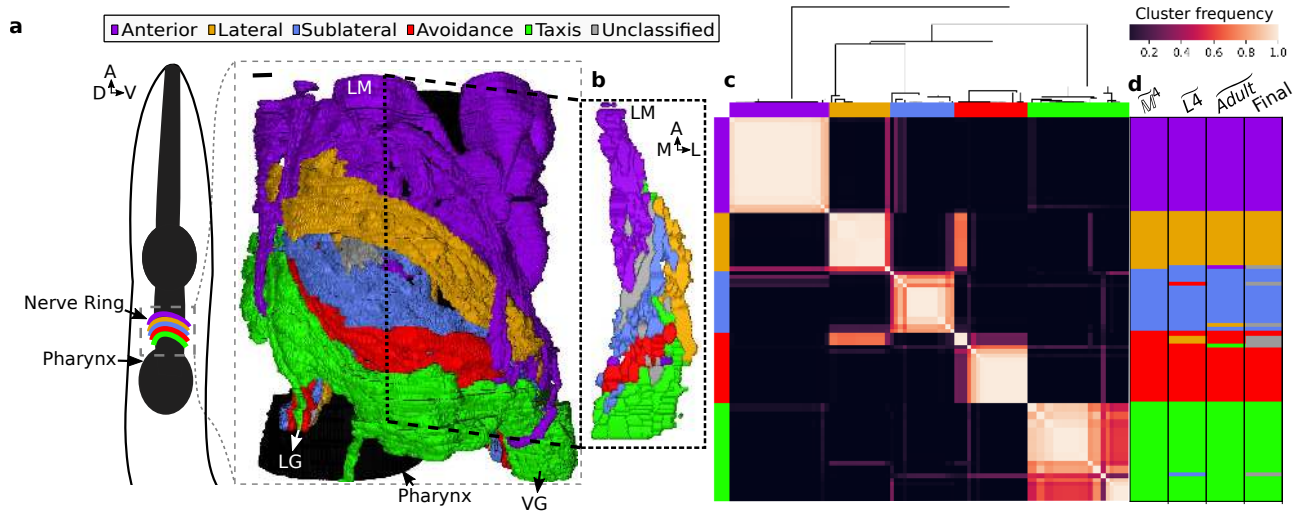 a
Anterior Lateral Sublateral Avoidance Taxis Unclassified
A
D V
Nerve Ring
Pharynx
LM
LG
Pharynx
VG
b
LM
A
M L
c
Cluster frequency
0.2 0.4 0.6 0.8 1.0
d
𝕄⁴ L4 Adult Final